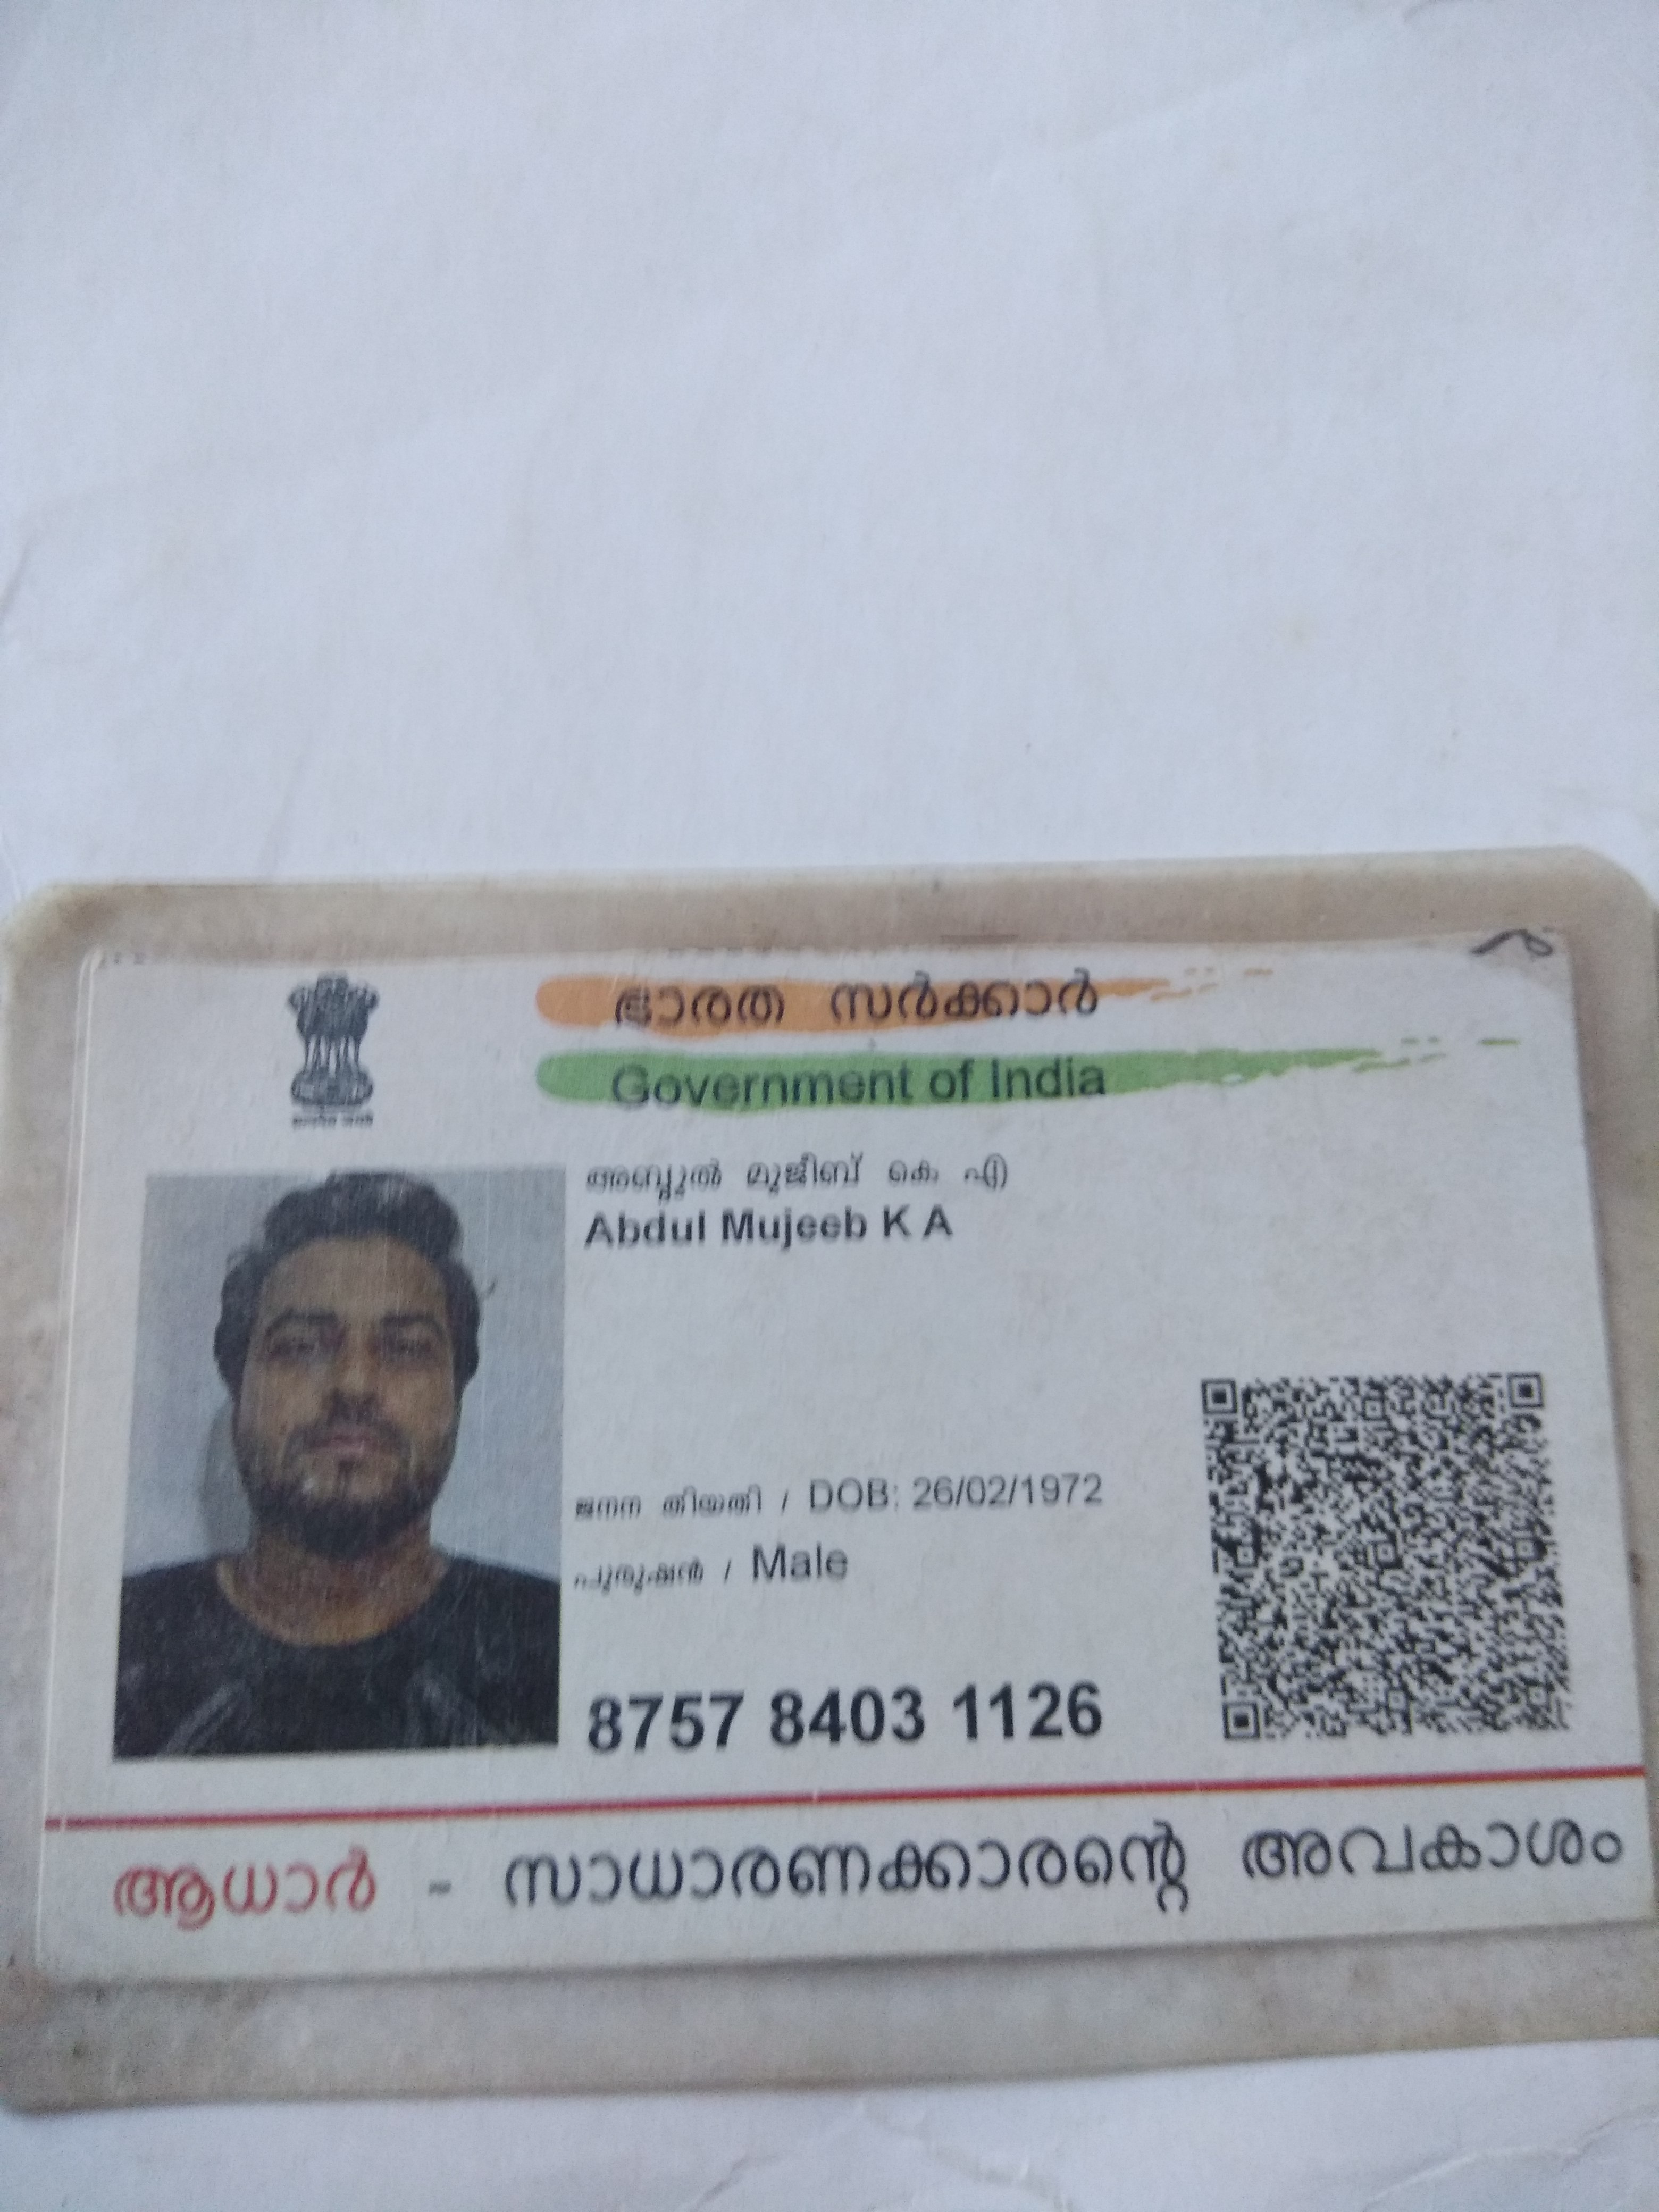 ഭാരത സർക്കാർ
Government of India
അബ്ദുൽ മുജീബ് കെ എ
Abdul Mujeeb K A
ജനന തിയതി / DOB: 26/02/1972
പുരുഷൻ / Male
8757 8403 1126
ആധാർ - സാധാരണക്കാരന്റെ അവകാശം